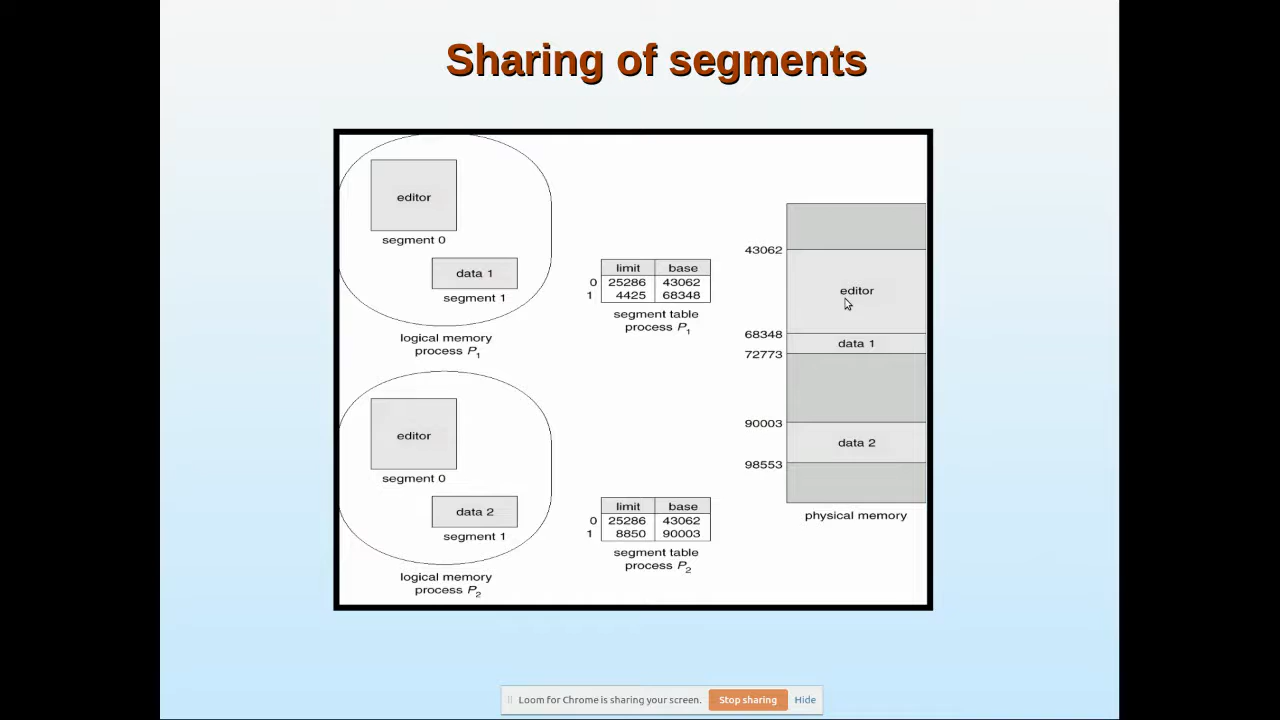 Sharing of segments
editor
segment 0
data 1
segment 1
logical memory
process P1
limit base
0 25286 43062
1 4425 68348
segment table
process P1
editor
segment 0
data 2
segment 1
logical memory
process P2
limit base
0 25286 43062
1 8850 90003
segment table
process P2
43062
editor
68348
data 1
72773
90003
data 2
98553
physical memory
Loom for Chrome is sharing your screen. Stop sharing Hide